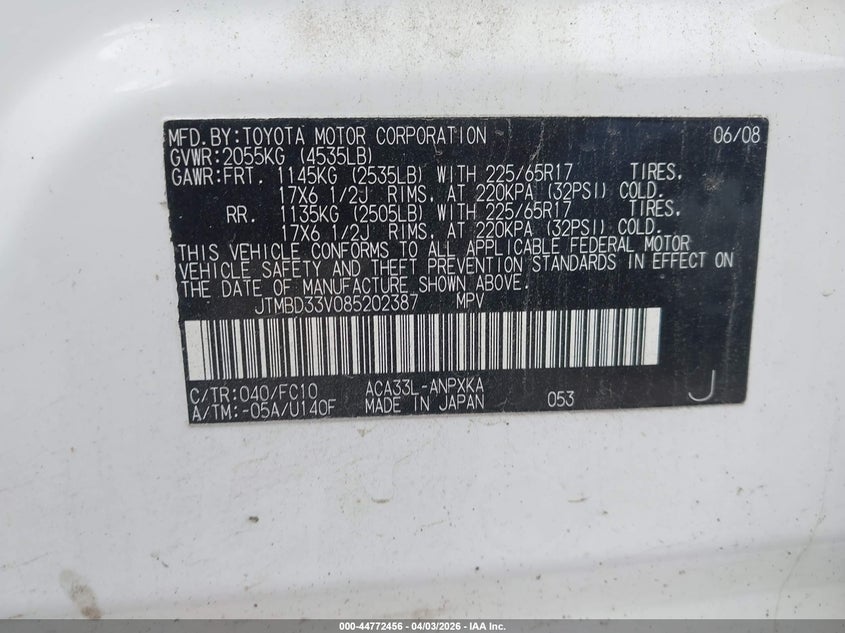 MFD.BY:TOYOTA MOTOR CORPORATION 06/08
GVWR:2055KG (4535LB)
GAWR:FRT. 1145KG (2535LB) WITH 225/65R17 TIRES,
17X6 1/2J RIMS, AT 220KPA (32PSI) COLD.
RR. 1135KG (2505LB) WITH 225/65R17 TIRES,
17X6 1/2J RIMS, AT 220KPA (32PSI) COLD.
THIS VEHICLE CONFORMS TO ALL APPLICABLE FEDERAL MOTOR
VEHICLE SAFETY AND THEFT PREVENTION STANDARDS IN EFFECT ON
THE DATE OF MANUFACTURE SHOWN ABOVE.
JTMBD33V085202387 MPV
C/TR:040/FC10 ACA33L-ANPXKA
A/TM:-05A/U140F MADE IN JAPAN 053 J
000-44772456 - 04/03/2026 - IAA Inc.